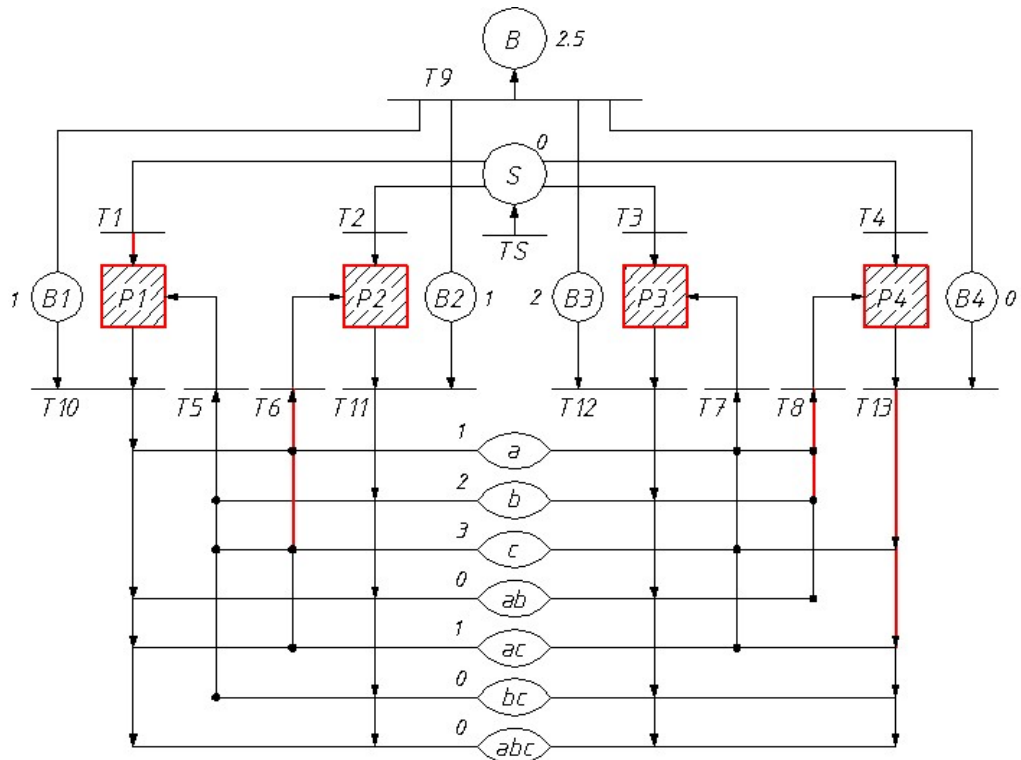 B 2.5
T9
0
S
T1 T2 TS T3 T4
1 B1 P1 P2 B2 1 2 B3 P3 P4 B4 0
T10 T5 T6 T11 T12 T7 T8 T13
1 a
2 b
3 c
0 ab
1 ac
0 bc
0 abc